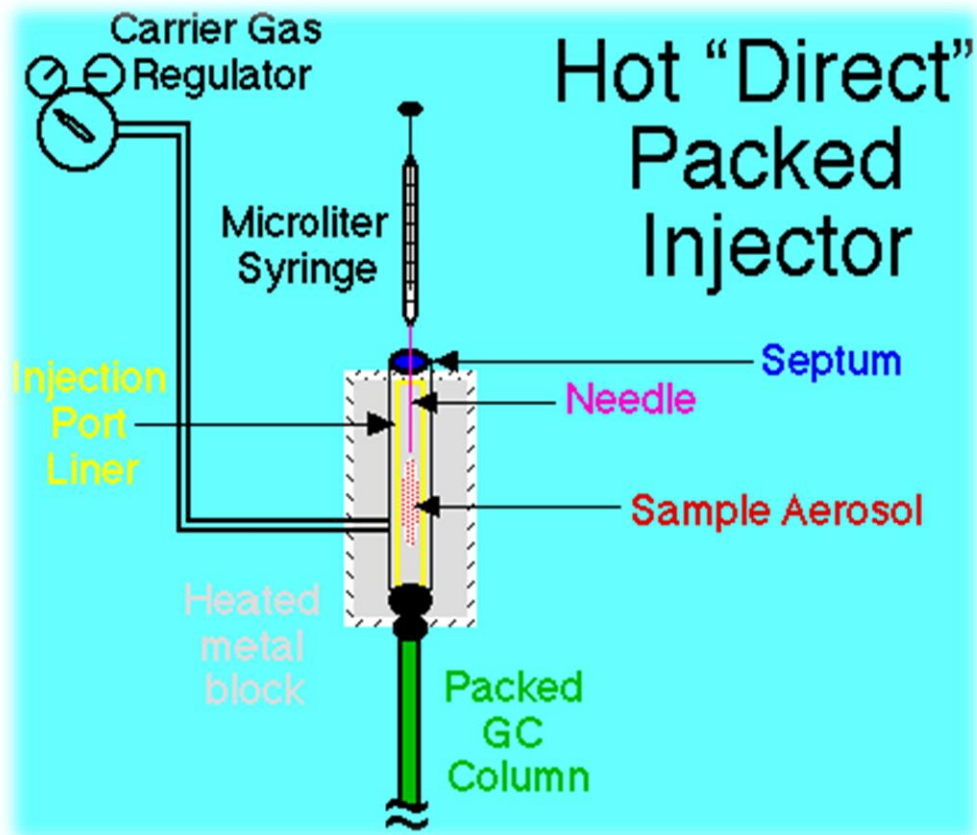 Carrier Gas
Regulator
Hot “Direct”
Packed
Injector
Microliter
Syringe
Septum
Injection
Port
Liner
Needle
Sample Aerosol
Heated
metal
block
Packed
GC
Column